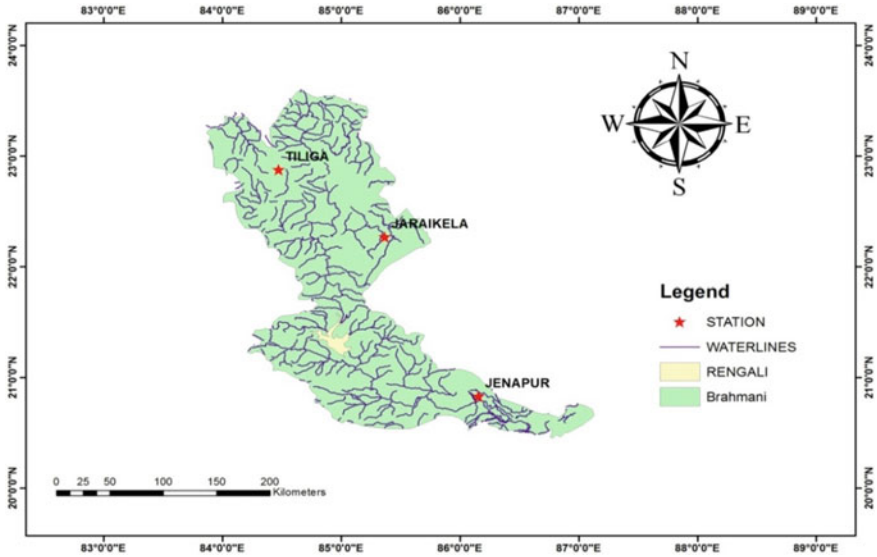 83°0'0"E 84°0'0"E 85°0'0"E 86°0'0"E 87°0'0"E 88°0'0"E 89°0'0"E
24°0'0"N 24°0'0"N
N
W E
S
23°0'0"N 23°0'0"N
TILIGA
JARAIKELA
22°0'0"N 22°0'0"N
Legend
STATION
WATERLINES
RENGALI
Brahmani
21°0'0"N 21°0'0"N
JENAPUR
20°0'0"N 20°0'0"N
0 25 50 100 150 200
Kilometers
83°0'0"E 84°0'0"E 85°0'0"E 86°0'0"E 87°0'0"E 88°0'0"E 89°0'0"E